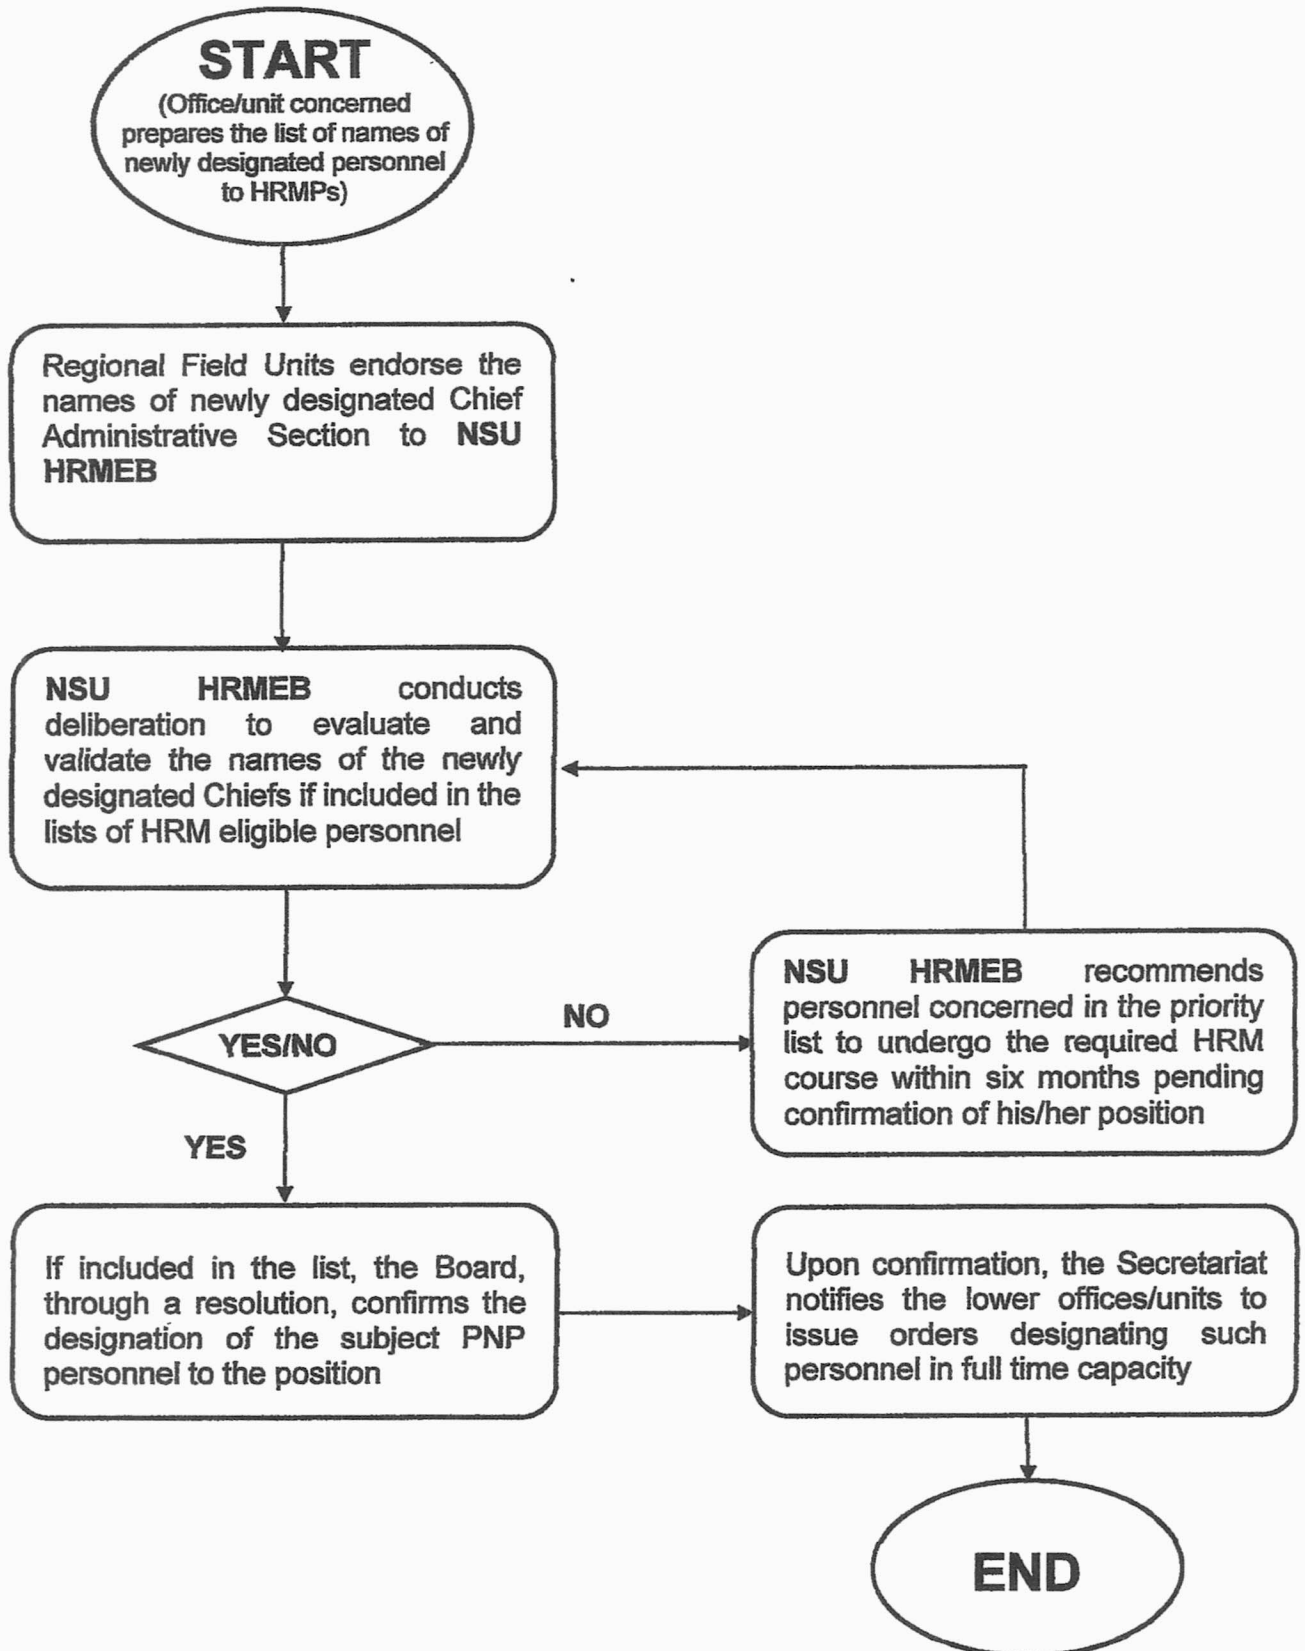 START
(Office/unit concerned
prepares the list of names of
newly designated personnel
to HRMPs)
Regional Field Units endorse the
names of newly designated Chief
Administrative Section to NSU
HRMEB
NSU HRMEB conducts
deliberation to evaluate and
validate the names of the newly
designated Chiefs if included in the
lists of HRM eligible personnel
YES/NO
NO
NSU HRMEB recommends
personnel concerned in the priority
list to undergo the required HRM
course within six months pending
confirmation of his/her position
YES
If included in the list, the Board,
through a resolution, confirms the
designation of the subject PNP
personnel to the position
Upon confirmation, the Secretariat
notifies the lower offices/units to
issue orders designating such
personnel in full time capacity
END